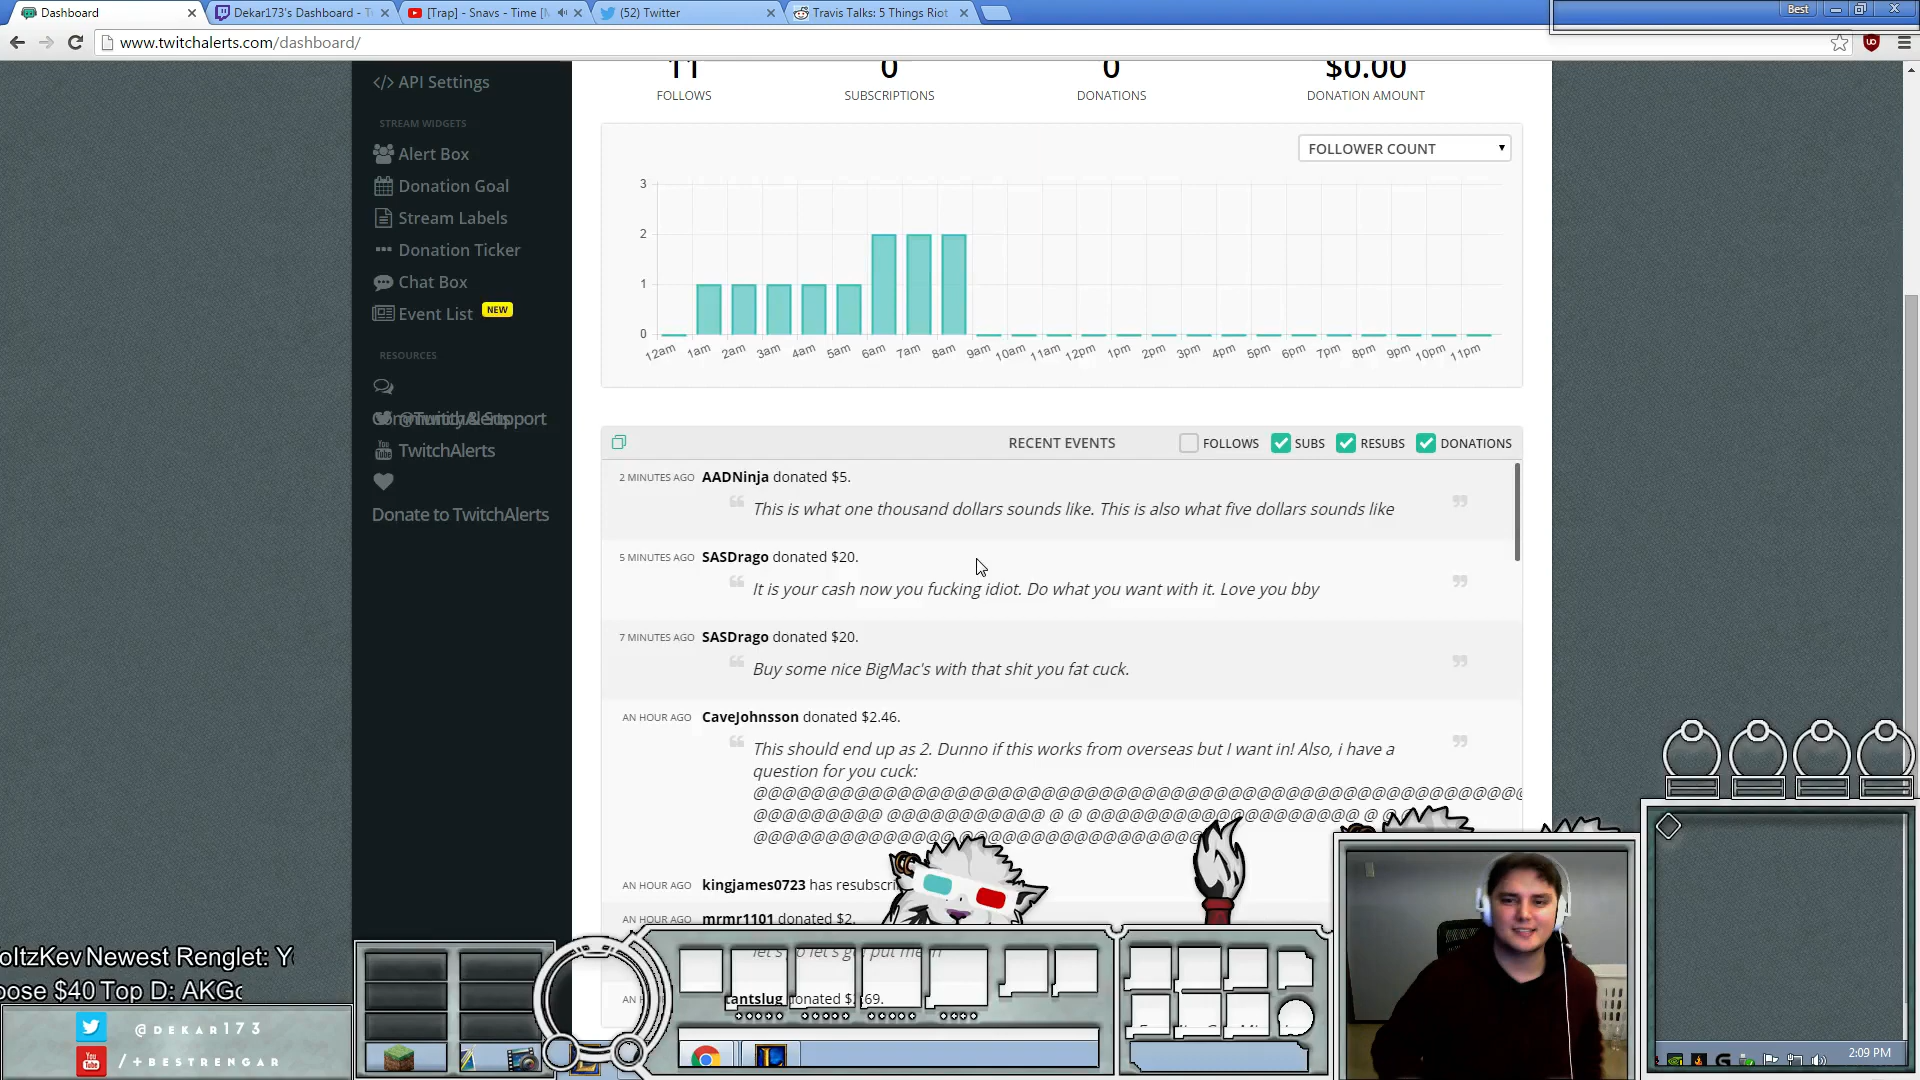 Dashboard
Dekar173's Dashboard - T
[Trap] - Snavs - Time [
(52) Twitter
Travis Talks: 5 Things Riot
Best
www.twitchalerts.com/dashboard/
API Settings
STREAM WIDGETS
Alert Box
Donation Goal
Stream Labels
Donation Ticker
Chat Box
Event List NEW
RESOURCES
@TwitchAlerts
TwitchAlerts
Donate to TwitchAlerts
11 0 0 $0.00
FOLLOWS SUBSCRIPTIONS DONATIONS DONATION AMOUNT
FOLLOWER COUNT
3
2
1
0
12am 1am 2am 3am 4am 5am 6am 7am 8am 9am 10am 11am 12pm 1pm 2pm 3pm 4pm 5pm 6pm 7pm 8pm 9pm 10pm 11pm
RECENT EVENTS FOLLOWS SUBS RESUBS DONATIONS
2 MINUTES AGO AADNinja donated $5.
This is what one thousand dollars sounds like. This is also what five dollars sounds like
5 MINUTES AGO SASDrago donated $20.
It is your cash now you fucking idiot. Do what you want with it. Love you bby
7 MINUTES AGO SASDrago donated $20.
Buy some nice BigMac's with that shit you fat cuck.
AN HOUR AGO CaveJohnsson donated $2.46.
This should end up as 2. Dunno if this works from overseas but I want in! Also, i have a
question for you cuck:
@@@@@@@@@@@@@@@@@@@@@@@@@@@@@@@@@@@@@@@@@@@@@@@@@@@@@
@@@@@@@@@ @@@@@@@@@@@ @ @ @@@@@@@@@@@@@@@@@@@ @ @
@@@@@@@@@@@@@@ @@@@@@@@@@@@@@@@@
AN HOUR AGO kingjames0723 has resubscri
AN HOUR AGO mrmr1101 donated $2.
tantslug donated
oltzKev Newest Renglet: Y
oose $40 Top D: AKGo
@DEKAR173
/+BESTRENGAR
2:09 PM